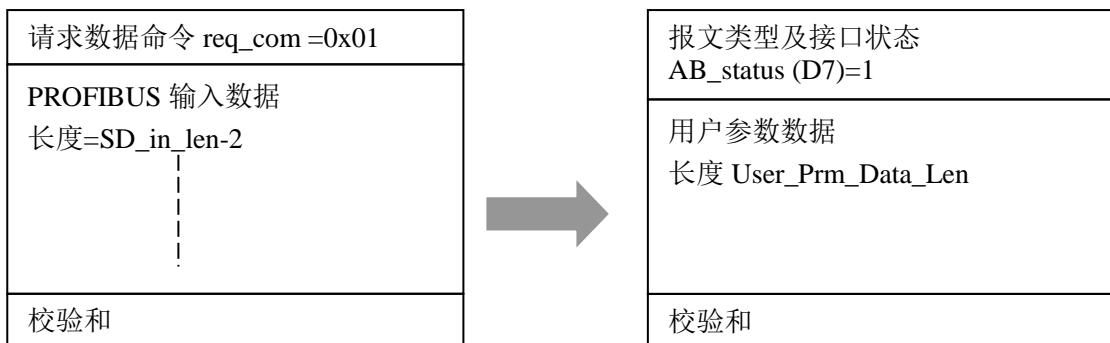 请求数据命令 req_com =0x01
PROFIBUS 输入数据
长度=SD_in_len-2
校验和
报文类型及接口状态
AB_status (D7)=1
用户参数数据
长度 User_Prm_Data_Len
校验和